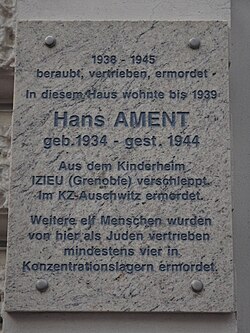 1938 - 1945
beraubt, vertrieben, ermordet
In diesem Haus wohnte bis 1939
Hans AMENT
geb.1934 - gest. 1944
Aus dem Kinderheim
IZIEU (Grenoble) verschleppt.
Im KZ-Auschwitz ermordet.
Weitere elf Menschen wurden
von hier als Juden vertrieben
mindestens vier in
Konzentrationslagern ermordet.